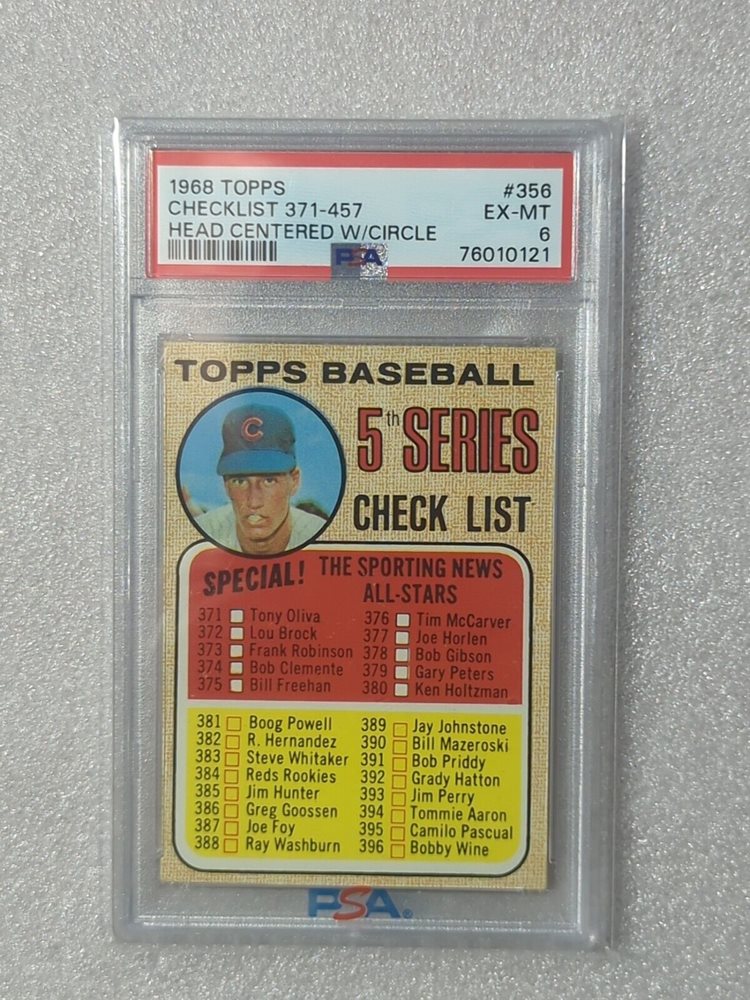 1968 TOPPS #356
CHECKLIST 371-457 EX-MT
HEAD CENTERED W/CIRCLE 6
PSA 76010121
TOPPS BASEBALL
C
5th SERIES
CHECK LIST
SPECIAL! THE SPORTING NEWS
ALL-STARS
371 Tony Oliva
372 Lou Brock
373 Frank Robinson
374 Bob Clemente
375 Bill Freehan
376 Tim McCarver
377 Joe Horlen
378 Bob Gibson
379 Gary Peters
380 Ken Holtzman
381 Boog Powell
382 R. Hernandez
383 Steve Whitaker
384 Reds Rookies
385 Jim Hunter
386 Greg Goossen
387 Joe Foy
388 Ray Washburn
389 Jay Johnstone
390 Bill Mazeroski
391 Bob Priddy
392 Grady Hatton
393 Jim Perry
394 Tommie Aaron
395 Camilo Pascual
396 Bobby Wine
PSA®